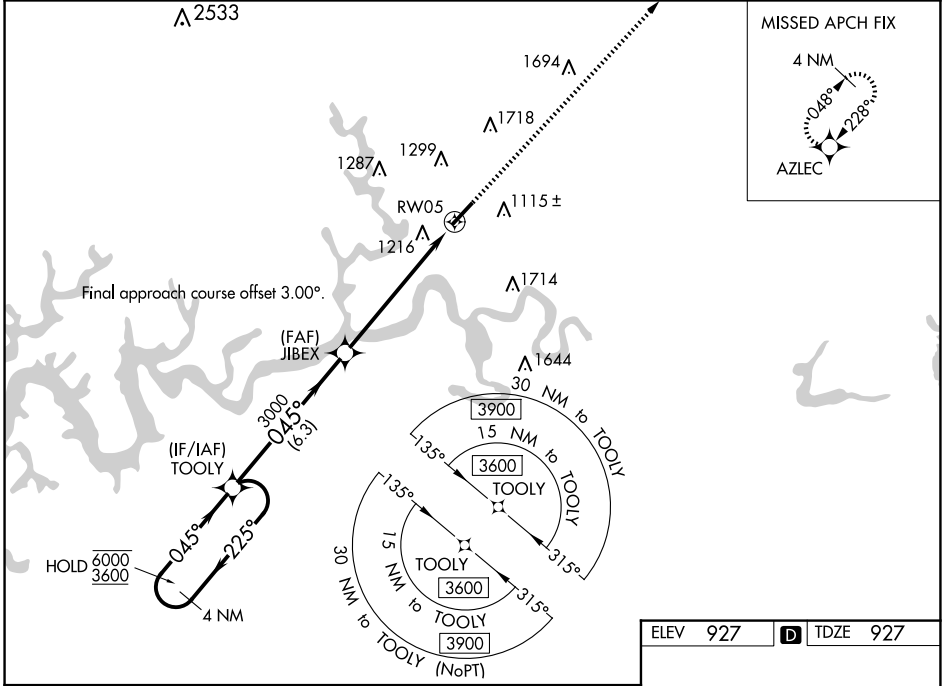 2533
MISSED APCH FIX
4 NM
048°
228°
AZLEC
1694
1718
1299
1287
RW05
1115 ±
1216
Final approach course offset 3.00°.
1714
(FAF)
JIBEX
1644
3000
045°
(6.3)
(IF/IAF)
TOOLY
045°
225°
HOLD 6000
3600
4 NM
30 NM to TOOLY
3900
15 NM to TOOLY
135°
3600
TOOLY
315°
135°
TOOLY
3600
315°
15 NM to TOOLY
3900
30 NM to TOOLY (NoPT)
ELEV 927 D TDZE 927